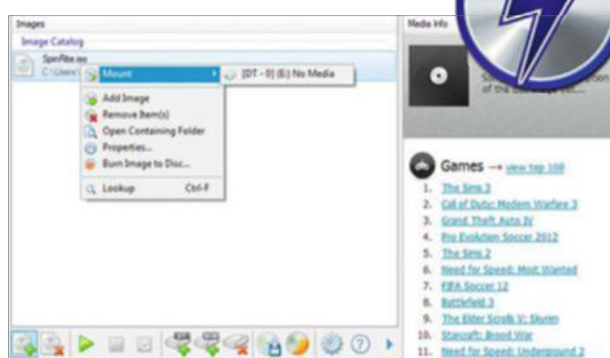 Images
Image Catalog
SpinRite.iso
C:\Users\
Mount
[DT - 0] (E:) No Media
Add Image
Remove Item(s)
Open Containing Folder
Properties...
Burn Image to Disc...
Lookup Ctrl-F
Media Info
of the
Games → view top 100
1. The Sims 3
2. Call of Duty: Modern Warfare 3
3. Grand Theft Auto IV
4. Pro Evolution Soccer 2012
5. The Sims 2
6. Need for Speed: Most Wanted
7. FIFA Soccer 12
8. Battlefield 3
9. The Elder Scrolls V: Skyrim
10. Starcraft: Brood War
11. Need for Speed: Underground 2